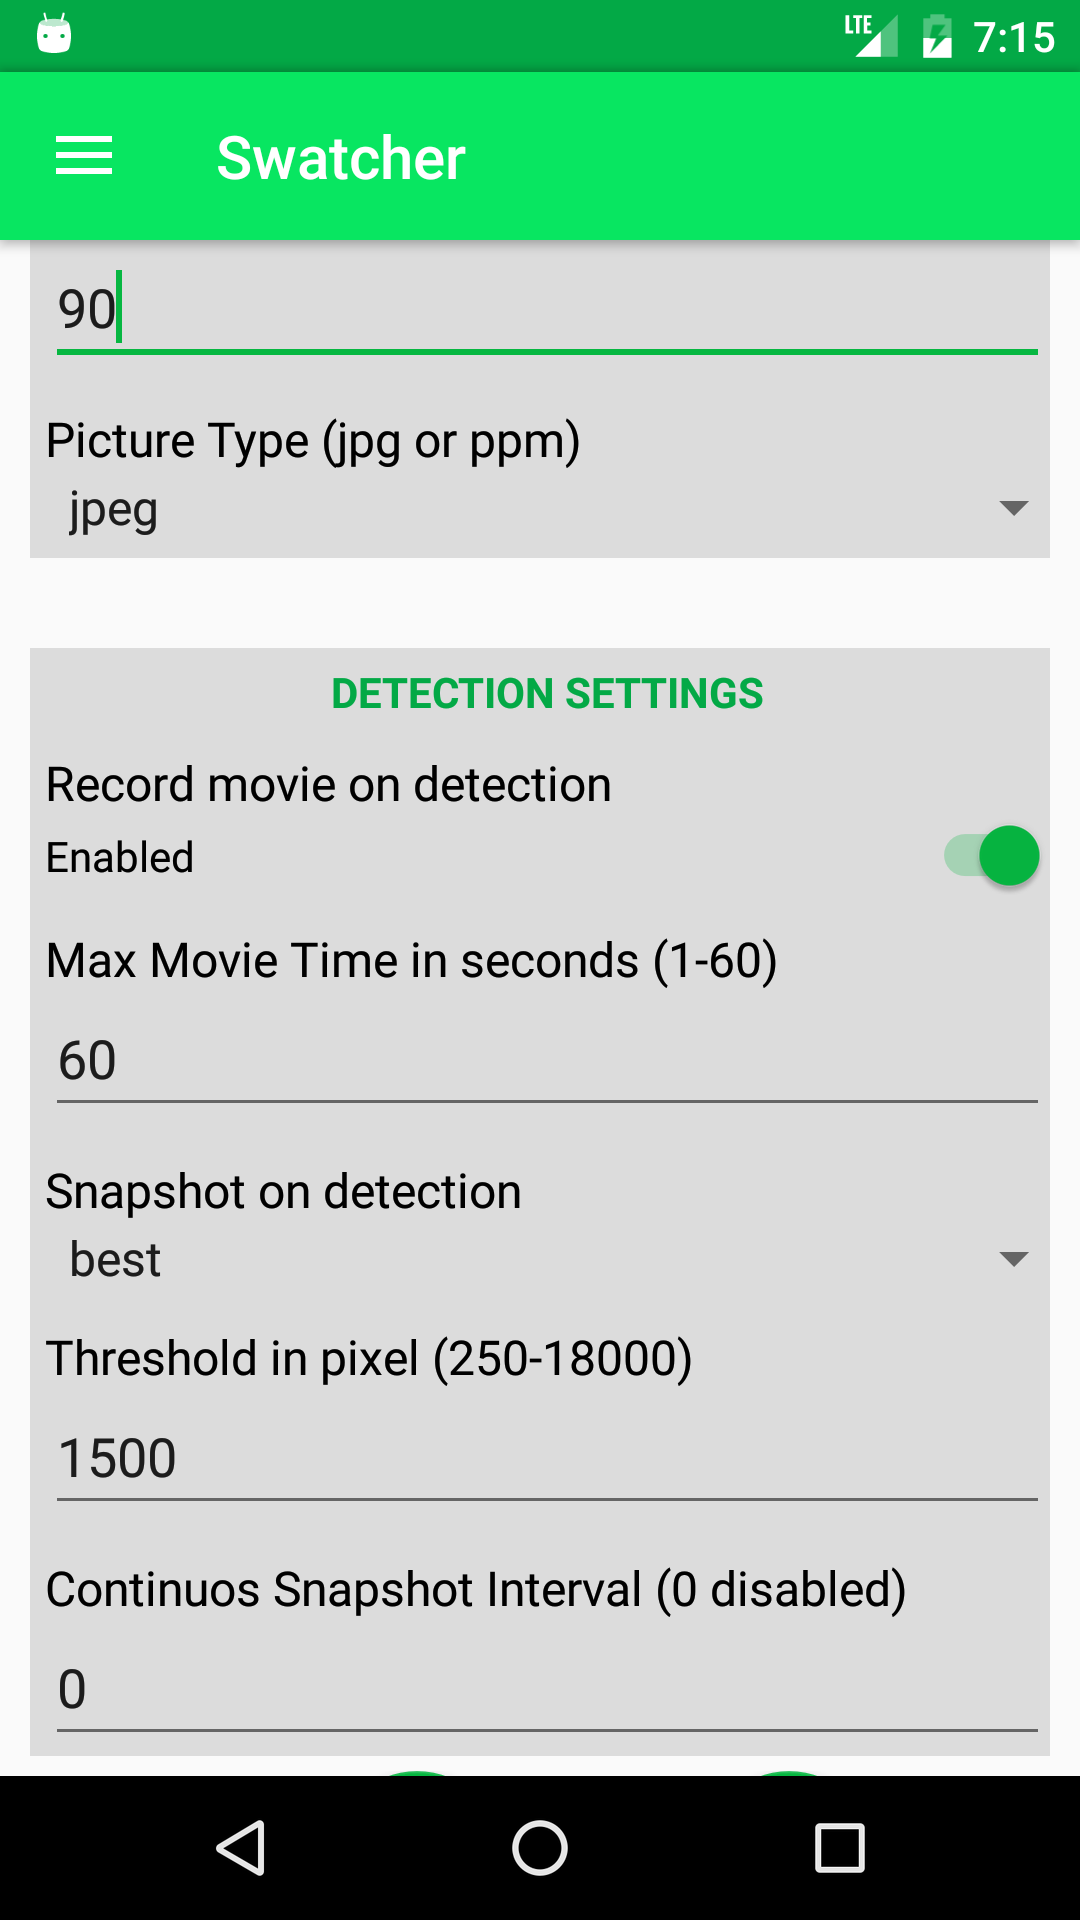 LTE 7:15
Swatcher
90
Picture Type (jpg or ppm)
jpeg
DETECTION SETTINGS
Record movie on detection
Enabled
Max Movie Time in seconds (1-60)
60
Snapshot on detection
best
Threshold in pixel (250-18000)
1500
Continuos Snapshot Interval (0 disabled)
0